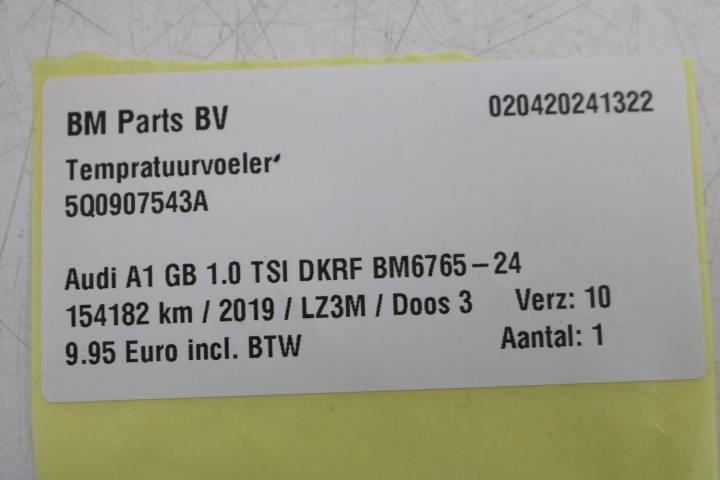 BM Parts BV 020420241322
Tempratuurvoeler'
5Q0907543A
Audi A1 GB 1.0 TSI DKRF BM6765-24
154182 km / 2019 / LZ3M / Doos 3 Verz: 10
9.95 Euro incl. BTW Aantal: 1